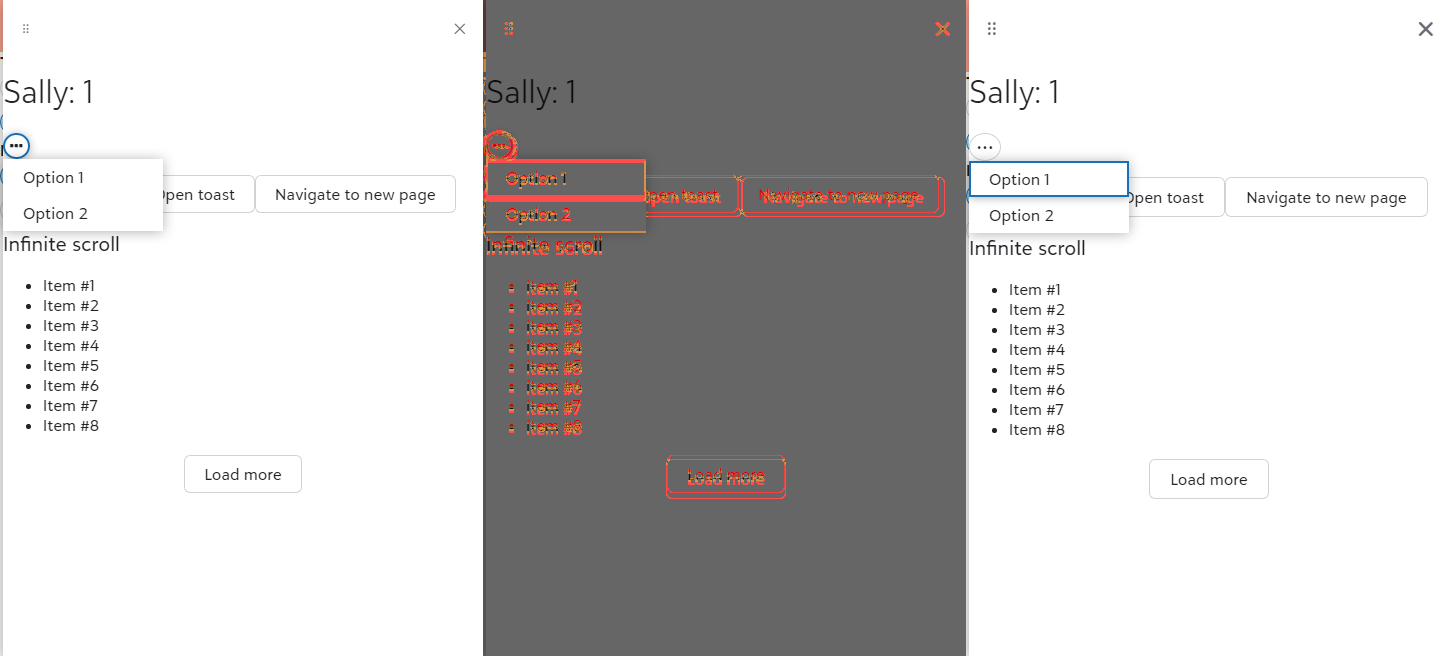 Sally: 1
Option 1
Option 2
Open toast
Navigate to new page
Infinite scroll
Item #1
Item #2
Item #3
Item #4
Item #5
Item #6
Item #7
Item #8
Load more
Sally: 1
Option 1
Option 2
Open toast
Navigate to new page
Infinite scroll
Item #1
Item #2
Item #3
Item #4
Item #5
Item #6
Item #7
Item #8
Load more
Sally: 1
Option 1
Option 2
Open toast
Navigate to new page
Infinite scroll
Item #1
Item #2
Item #3
Item #4
Item #5
Item #6
Item #7
Item #8
Load more